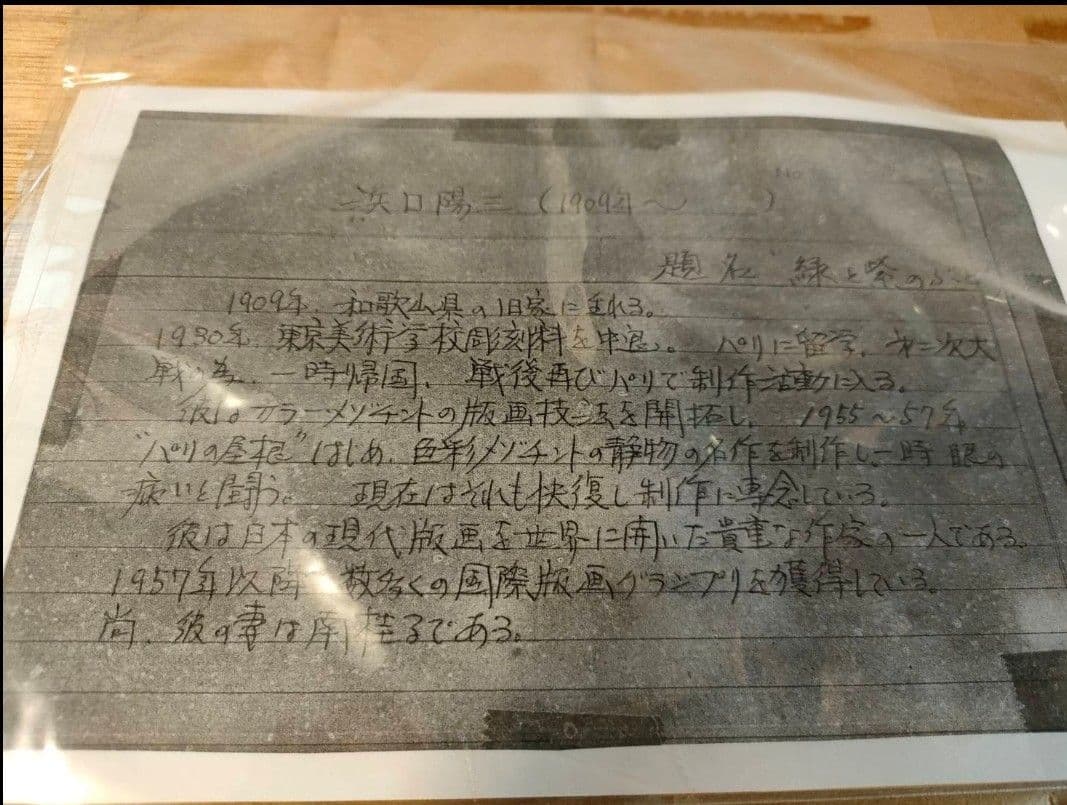 浜口陽三 (1909年〜　　)
No
題名 緑と紫のぶどう
1909年 和歌山県の旧家に生れる。
1930年 東京美術学校彫刻科を中退。 パリに留学、第二次大
戦の為、一時帰国、 戦後再びパリで制作活動に入る。
彼はカラーメゾチントの版画技法を開拓し、 1955〜57年
"パリの屋根"はじめ、色彩メゾチントの静物の名作を制作し、一時眼の
病いと闘う。 現在はそれも快復し制作に専念している。
彼は日本の現代版画を世界に開いた貴重な作家の一人である。
1957年以降 数多くの国際版画グランプリを獲得している。
尚、彼の妻は南桂子である。